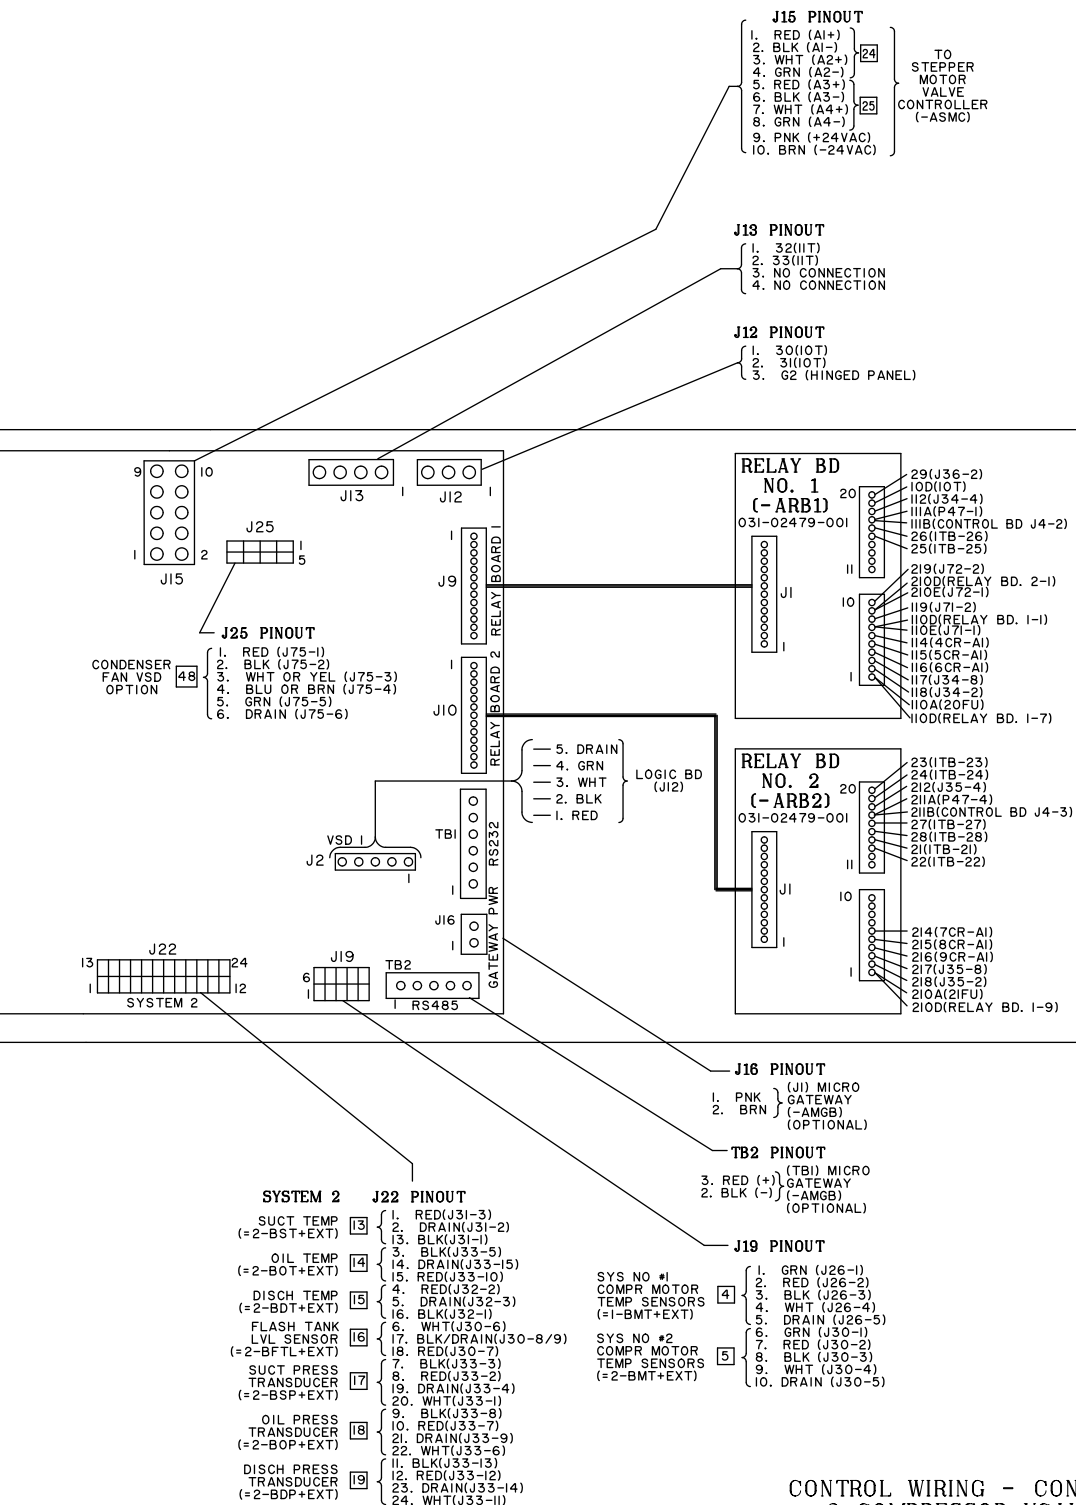 J15 PINOUT
1. RED (A1+)
2. BLK (A1-)
3. WHT (A2+)
4. GRN (A2-)
5. RED (A3+)
6. BLK (A3-)
7. WHT (A4+)
8. GRN (A4-)
9. PNK (+24VAC)
10. BRN (-24VAC)
24
25
TO
STEPPER
MOTOR
VALVE
CONTROLLER
(-ASMC)
J13 PINOUT
1. 32(11T)
2. 33(11T)
3. NO CONNECTION
4. NO CONNECTION
J12 PINOUT
1. 30(10T)
2. 31(10T)
3. G2 (HINGED PANEL)
9 10
1 2
J15
J13 1
J12 1
J25
1
5
J25 PINOUT
1. RED (J75-1)
2. BLK (J75-2)
3. WHT OR YEL (J75-3)
4. BLU OR BRN (J75-4)
5. GRN (J75-5)
6. DRAIN (J75-6)
CONDENSER
FAN VSD
OPTION
48
1
J9
RELAY BOARD 1
1
J10
RELAY BOARD 2
5. DRAIN
4. GRN
3. WHT
2. BLK
1. RED
LOGIC BD
(J12)
VSD 1
J2
1
TB1
1
RS232
J16
1
GATEWAY PWR
TB2
1 RS485
J19
6
1
J22
13 24
1 12
SYSTEM 2
RELAY BD
NO. 1
(-ARB1)
031-02479-001
J1
1
20
11
10
1
29(J36-2)
10D(10T)
112(J34-4)
111A(P47-1)
111B(CONTROL BD J4-2)
26(1TB-26)
25(1TB-25)
219(J72-2)
210D(RELAY BD. 2-1)
210E(J72-1)
119(J71-2)
110D(RELAY BD. 1-1)
110E(J71-1)
114(4CR-A1)
115(5CR-A1)
116(6CR-A1)
117(J34-8)
118(J34-2)
110A(20FU)
110D(RELAY BD. 1-7)
RELAY BD
NO. 2
(-ARB2)
031-02479-001
J1
1
20
11
10
1
23(1TB-23)
24(1TB-24)
212(J35-4)
211A(P47-4)
211B(CONTROL BD J4-3)
27(1TB-27)
28(1TB-28)
21(1TB-21)
22(1TB-22)
214(7CR-A1)
215(8CR-A1)
216(9CR-A1)
217(J35-8)
218(J35-2)
210A(21FU)
210D(RELAY BD. 1-9)
J16 PINOUT
1. PNK
2. BRN
(J1) MICRO
GATEWAY
(-AMGB)
(OPTIONAL)
TB2 PINOUT
3. RED (+)
2. BLK (-)
(TB1) MICRO
GATEWAY
(-AMGB)
(OPTIONAL)
J19 PINOUT
SYS NO #1
COMPR MOTOR
TEMP SENSORS
(=1-BMT+EXT)
4
1. GRN (J26-1)
2. RED (J26-2)
3. BLK (J26-3)
4. WHT (J26-4)
5. DRAIN (J26-5)
SYS NO #2
COMPR MOTOR
TEMP SENSORS
(=2-BMT+EXT)
5
6. GRN (J30-1)
7. RED (J30-2)
8. BLK (J30-3)
9. WHT (J30-4)
10. DRAIN (J30-5)
SYSTEM 2 J22 PINOUT
SUCT TEMP
(=2-BST+EXT)
13
1. RED(J31-3)
2. DRAIN(J31-2)
13. BLK(J31-1)
OIL TEMP
(=2-BOT+EXT)
14
3. BLK(J33-5)
14. DRAIN(J33-15)
15. RED(J33-10)
DISCH TEMP
(=2-BDT+EXT)
15
4. RED(J32-2)
5. DRAIN(J32-3)
16. BLK(J32-1)
FLASH TANK
LVL SENSOR
(=2-BFTL+EXT)
16
6. WHT(J30-6)
17. BLK/DRAIN(J30-8/9)
18. RED(J30-7)
SUCT PRESS
TRANSDUCER
(=2-BSP+EXT)
17
7. BLK(J33-3)
8. RED(J33-2)
19. DRAIN(J33-4)
20. WHT(J33-1)
OIL PRESS
TRANSDUCER
(=2-BOP+EXT)
18
9. BLK(J33-8)
10. RED(J33-7)
21. DRAIN(J33-9)
22. WHT(J33-6)
DISCH PRESS
TRANSDUCER
(=2-BDP+EXT)
19
11. BLK(J33-13)
12. RED(J33-12)
23. DRAIN(J33-14)
24. WHT(J33-11)
CONTROL WIRING - CON